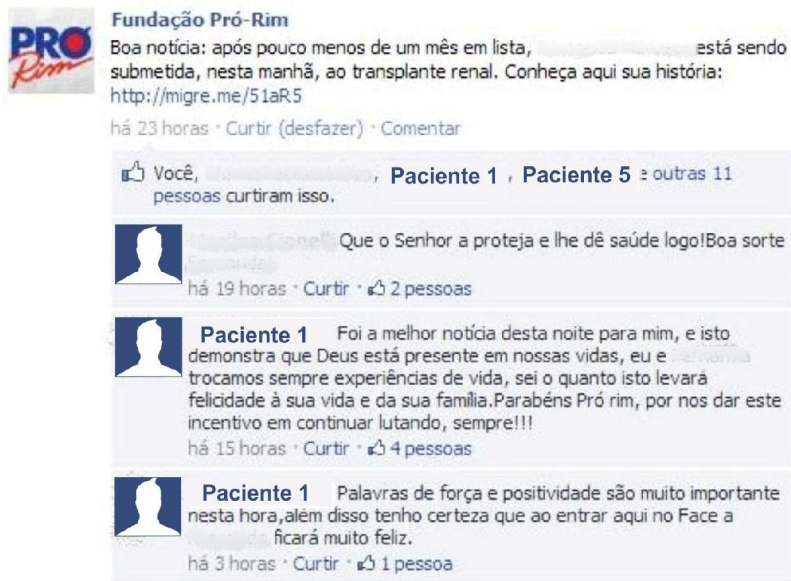 PRÓ
Rim
Fundação Pró-Rim
Boa notícia: após pouco menos de um mês em lista, está sendo
submetida, nesta manhã, ao transplante renal. Conheça aqui sua história:
http://migre.me/51aR5
há 23 horas · Curtir (desfazer) · Comentar
Você, , Paciente 1 , Paciente 5 e outras 11
pessoas curtiram isso.
Que o Senhor a proteja e lhe dê saúde logo!Boa sorte
há 19 horas · Curtir · 2 pessoas
Paciente 1 Foi a melhor notícia desta noite para mim, e isto
demonstra que Deus está presente em nossas vidas, eu e
trocamos sempre experiências de vida, sei o quanto isto levará
felicidade à sua vida e da sua família.Parabéns Pró rim, por nos dar este
incentivo em continuar lutando, sempre!!!
há 15 horas · Curtir · 4 pessoas
Paciente 1 Palavras de força e positividade são muito importante
nesta hora,além disso tenho certeza que ao entrar aqui no Face a
ficará muito feliz.
há 3 horas · Curtir · 1 pessoa